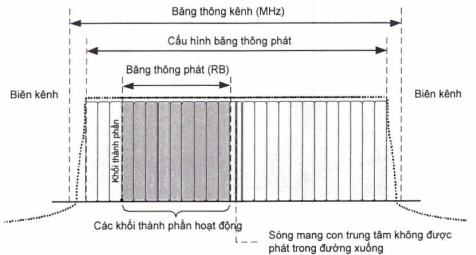 Băng thông kênh (MHz)
Cấu hình băng thông phát
Băng thông phát (RB)
Biên kênh
Biên kênh
Khối thành phần
Các khối thành phần hoạt động
Sóng mang con trung tâm không được
phát trong đường xuống